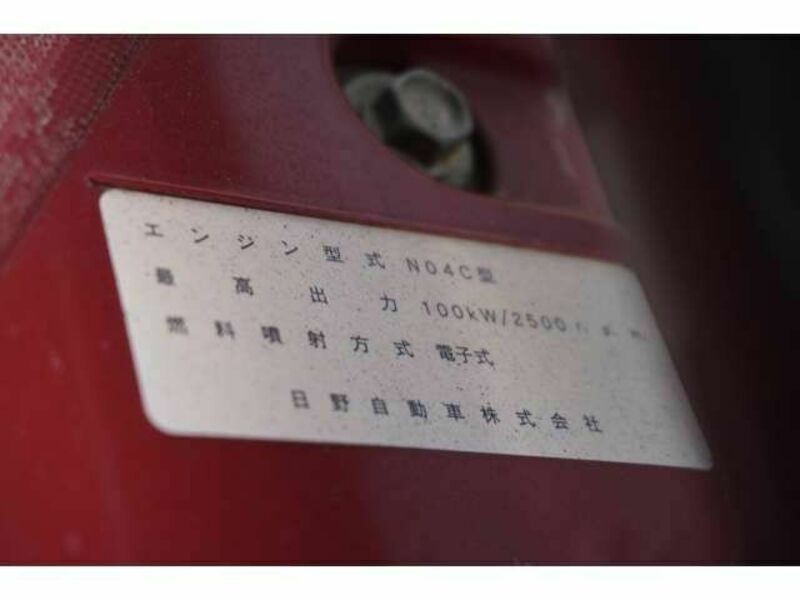 エンジン型式 N04C型
最高出力 100kW/2500 r.p.m.
燃料噴射方式 電子式
日野自動車株式会社